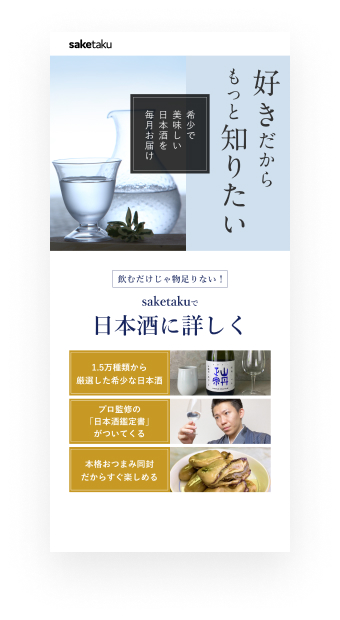 saketaku
好きだから
もっと知りたい
希少で
美味しい
日本酒を
毎月お届け
飲むだけじゃ物足りない！
saketakuで
日本酒に詳しく
1.5万種類から
厳選した希少な日本酒
プロ監修の
「日本酒鑑定書」
がついてくる
本格おつまみ同封
だからすぐ楽しめる